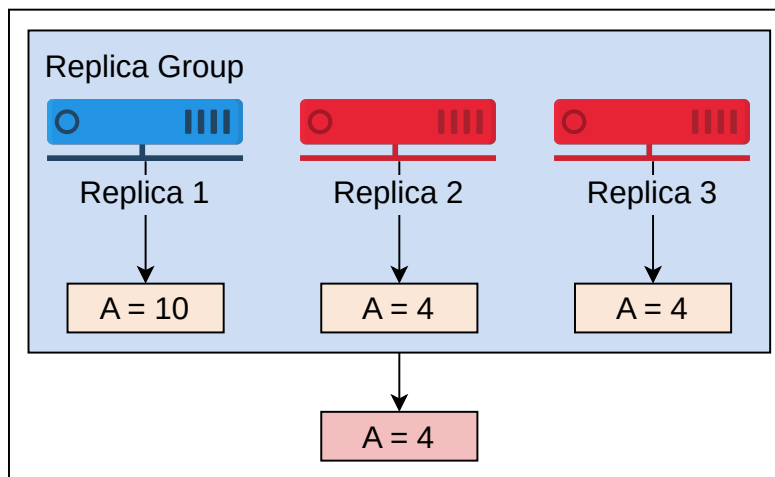 Replica Group
Replica 1
Replica 2
Replica 3
A = 10
A = 4
A = 4
A = 4